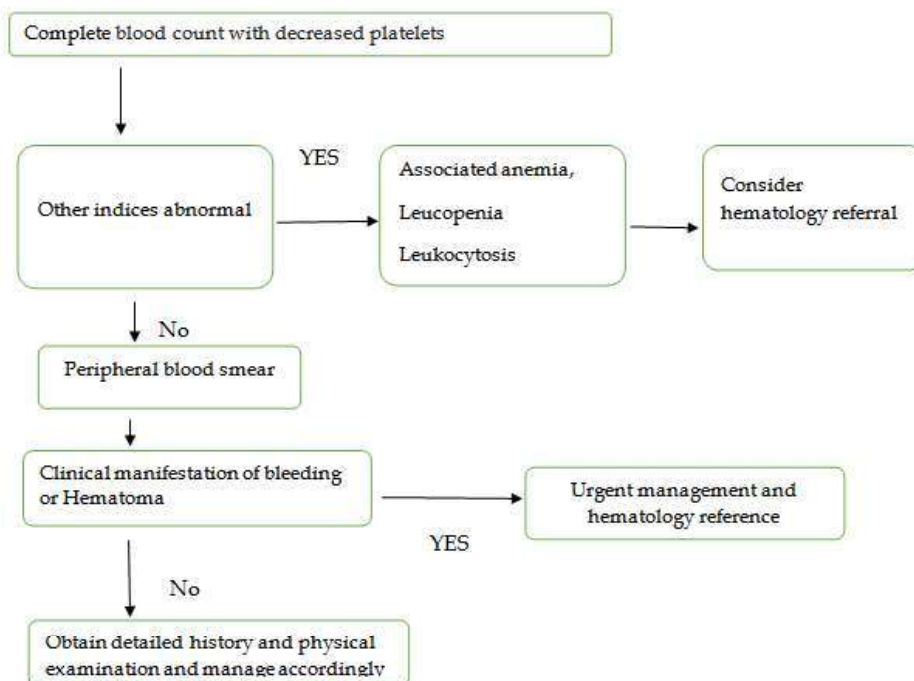 Complete blood count with decreased platelets
YES
Other indices abnormal
Associated anemia,
Leucopenia
Leukocytosis
Consider
hematology referral
No
Peripheral blood smear
Clinical manifestation of bleeding
or Hematoma
YES
Urgent management and
hematology reference
No
Obtain detailed history and physical
examination and manage accordingly